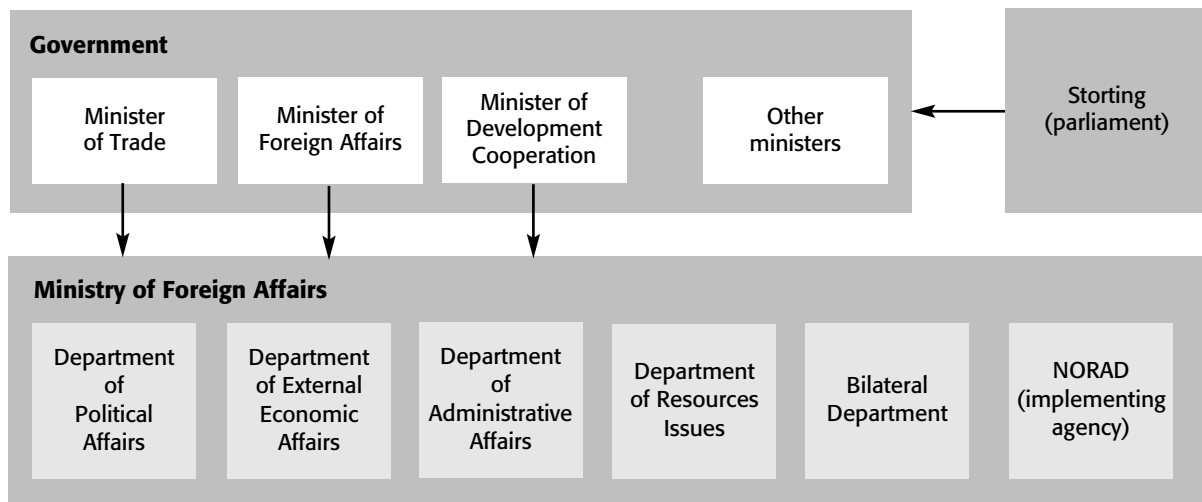 Government
Minister
of Trade
Minister of
Foreign Affairs
Minister of
Development
Cooperation
Other
ministers
Storting
(parliament)
Ministry of Foreign Affairs
Department
of
Political
Affairs
Department
of External
Economic
Affairs
Department
of
Administrative
Affairs
Department
of Resources
Issues
Bilateral
Department
NORAD
(implementing
agency)